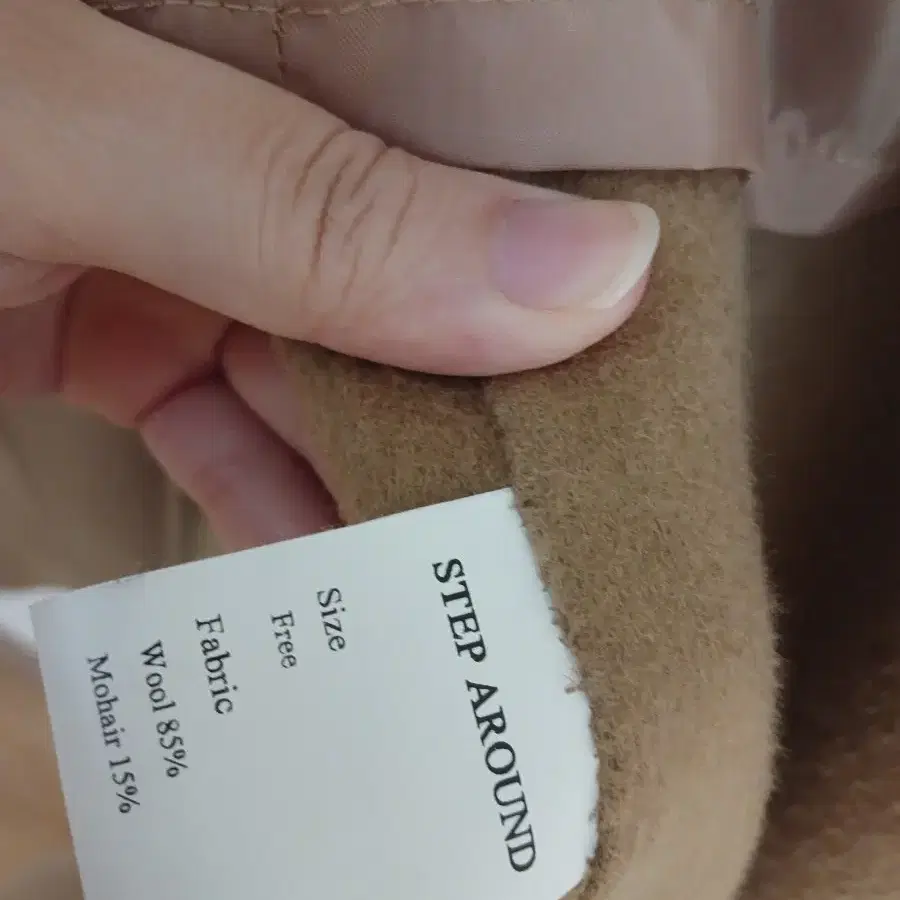 STEP AROUND
Size
Free
Fabric
Wool 85%
Mohair 15%